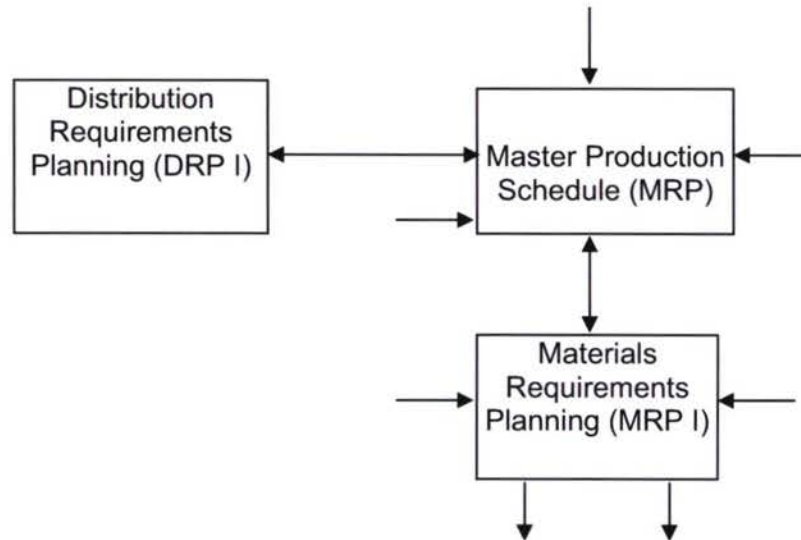 Distribution
Requirements
Planning (DRP I)
Master Production
Schedule (MRP)
Materials
Requirements
Planning (MRP I)